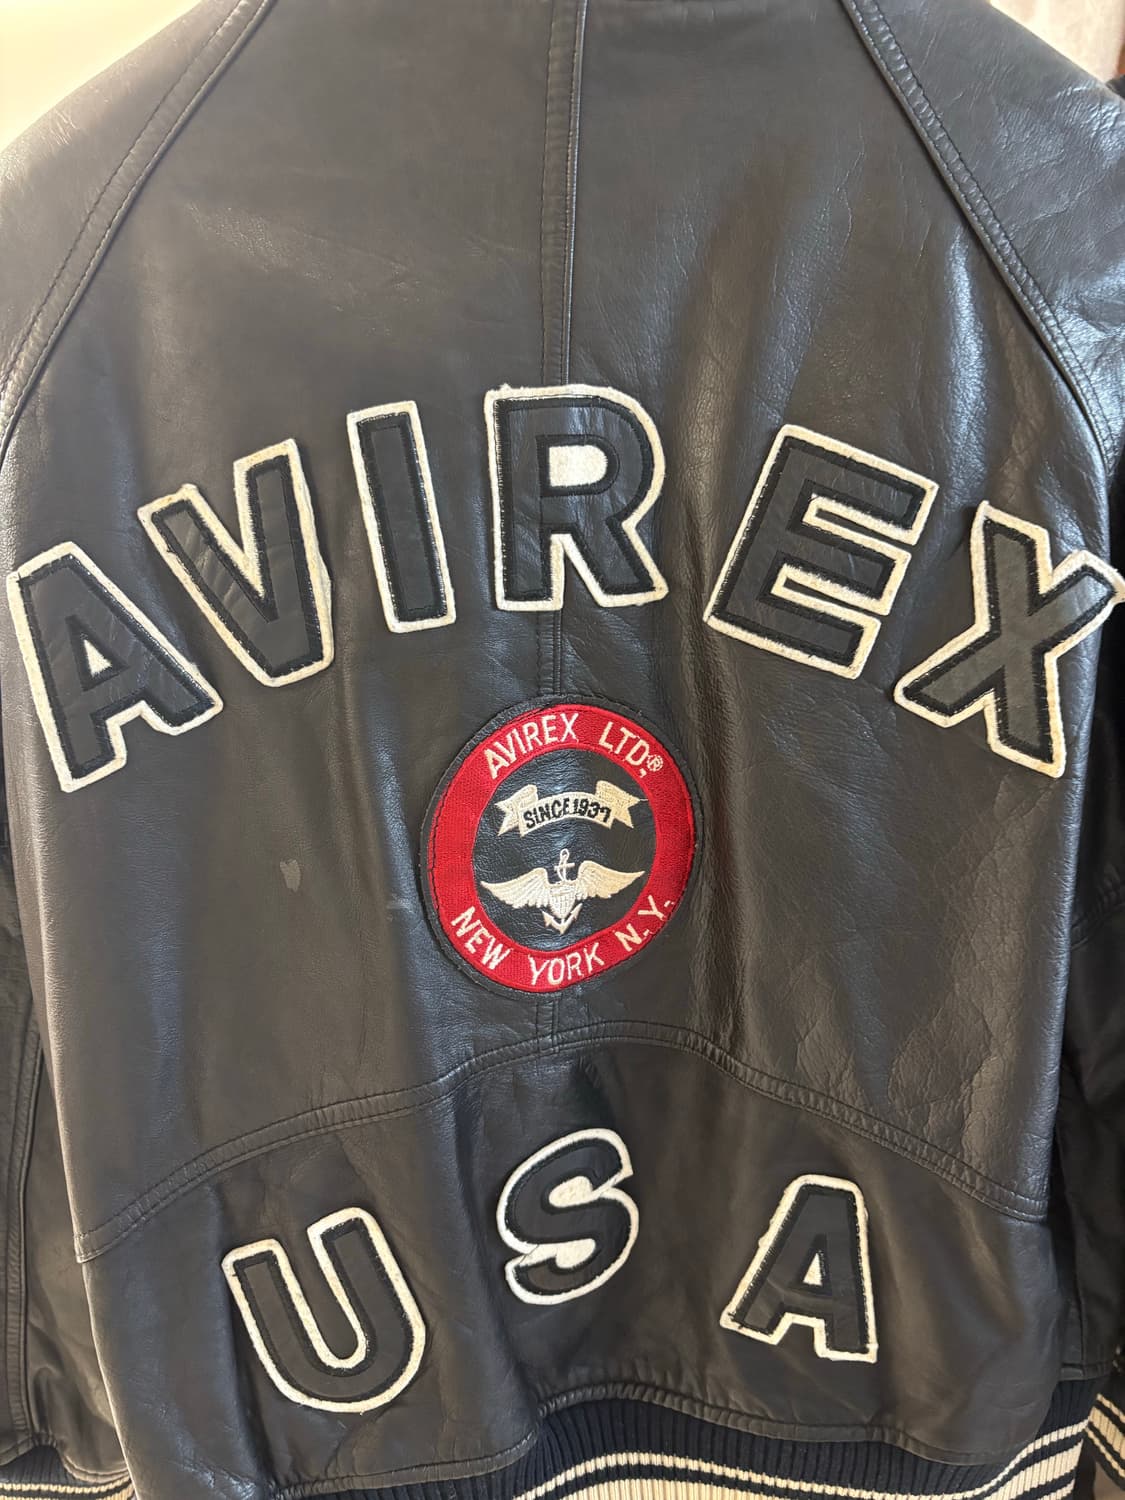 AVIREX
AVIREX LTD.®
SINCE 1937
NEW YORK N.Y.
USA